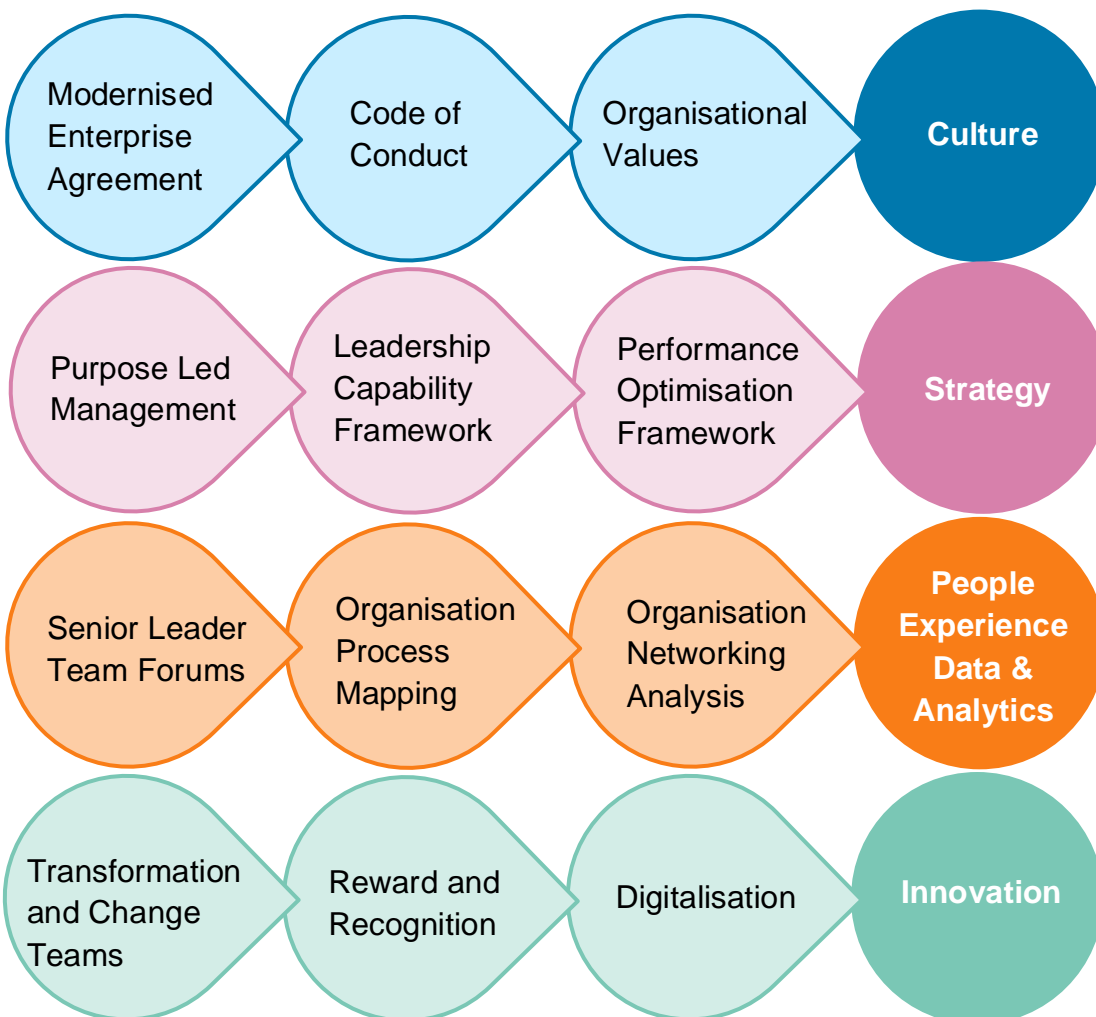 Modernised
Enterprise
Agreement
Code of
Conduct
Organisational
Values
Culture
Purpose Led
Management
Leadership
Capability
Framework
Performance
Optimisation
Framework
Strategy
Senior Leader
Team Forums
Organisation
Process
Mapping
Organisation
Networking
Analysis
People
Experience
Data &
Analytics
Transformation
and Change
Teams
Reward and
Recognition
Digitalisation
Innovation